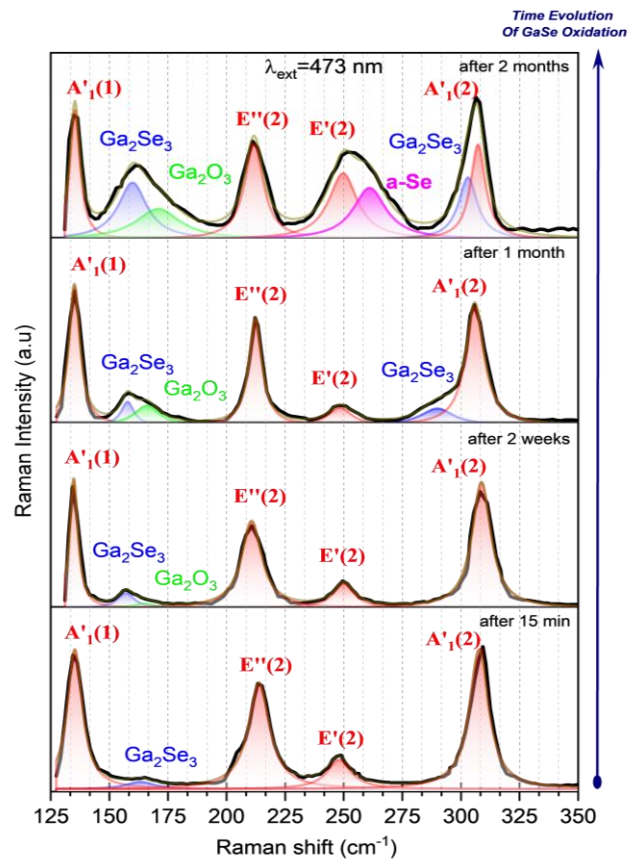 Time Evolution
Of GaSe Oxidation
λext=473 nm
after 2 months
A'₁(1)
Ga₂Se₃
Ga₂O₃
E''(2)
E'(2)
a-Se
Ga₂Se₃
A'₁(2)
after 1 month
A'₁(1)
Ga₂Se₃
Ga₂O₃
E''(2)
E'(2)
Ga₂Se₃
A'₁(2)
after 2 weeks
A'₁(1)
Ga₂Se₃
Ga₂O₃
E''(2)
E'(2)
A'₁(2)
after 15 min
A'₁(1)
Ga₂Se₃
E''(2)
E'(2)
A'₁(2)
Raman Intensity (a.u)
125 150 175 200 225 250 275 300 325 350
Raman shift (cm⁻¹)